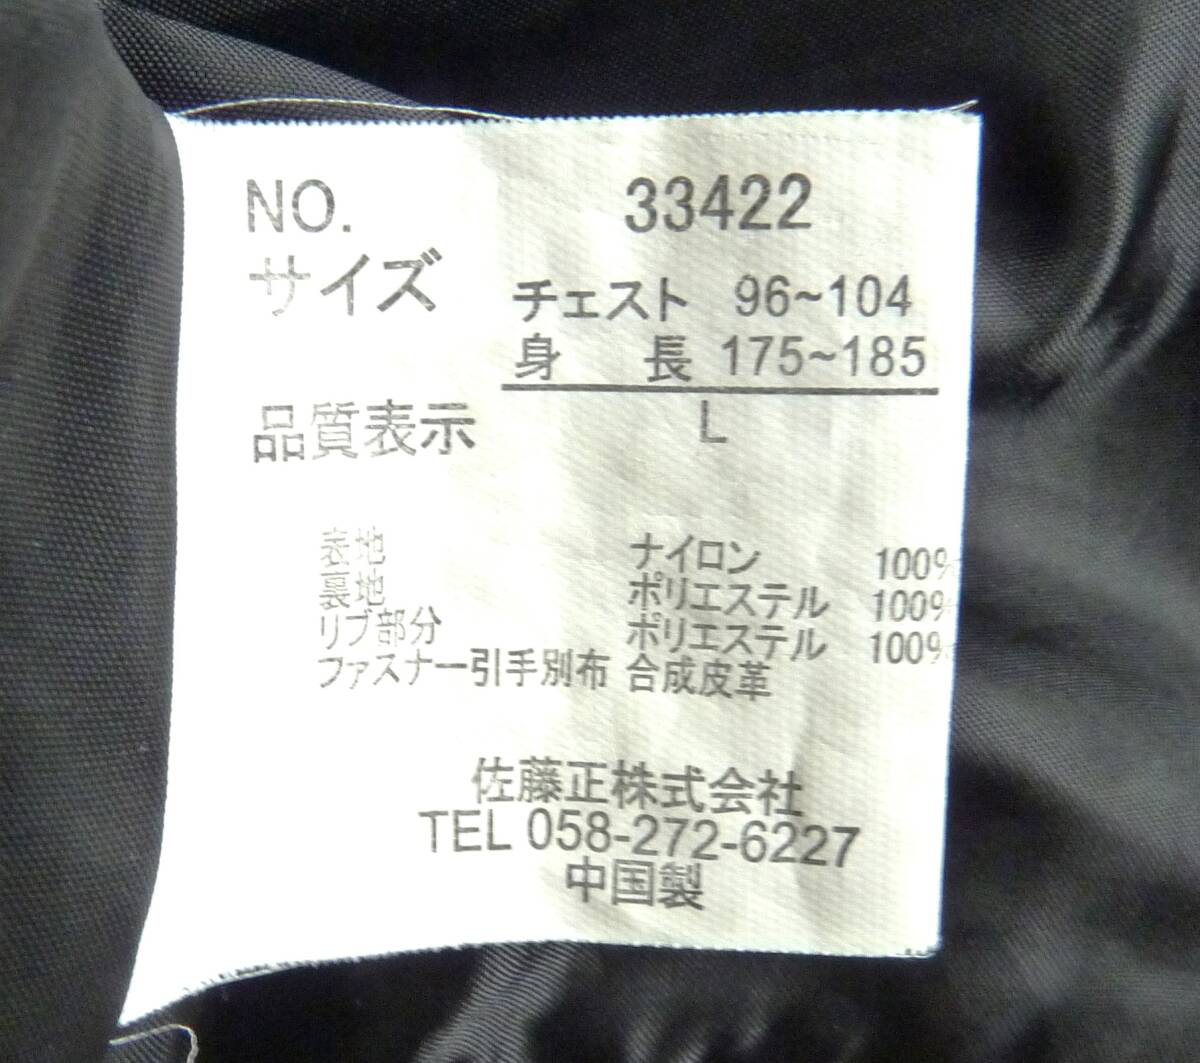 NO. 33422
サイズ チェスト 96~104
身 長 175~185
品質表示 L
表地 ナイロン 100%
裏地 ポリエステル 100%
リブ部分 ポリエステル 100%
ファスナー引手別布 合成皮革
佐藤正株式会社
TEL 058-272-6227
中国製